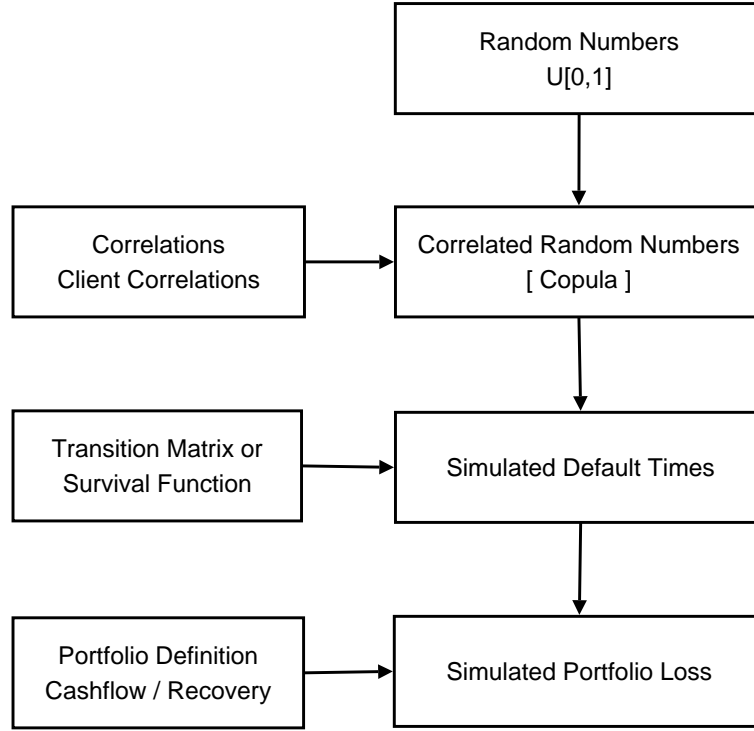 Random Numbers
U[0,1]
Correlations
Client Correlations
Correlated Random Numbers
[ Copula ]
Transition Matrix or
Survival Function
Simulated Default Times
Portfolio Definition
Cashflow / Recovery
Simulated Portfolio Loss